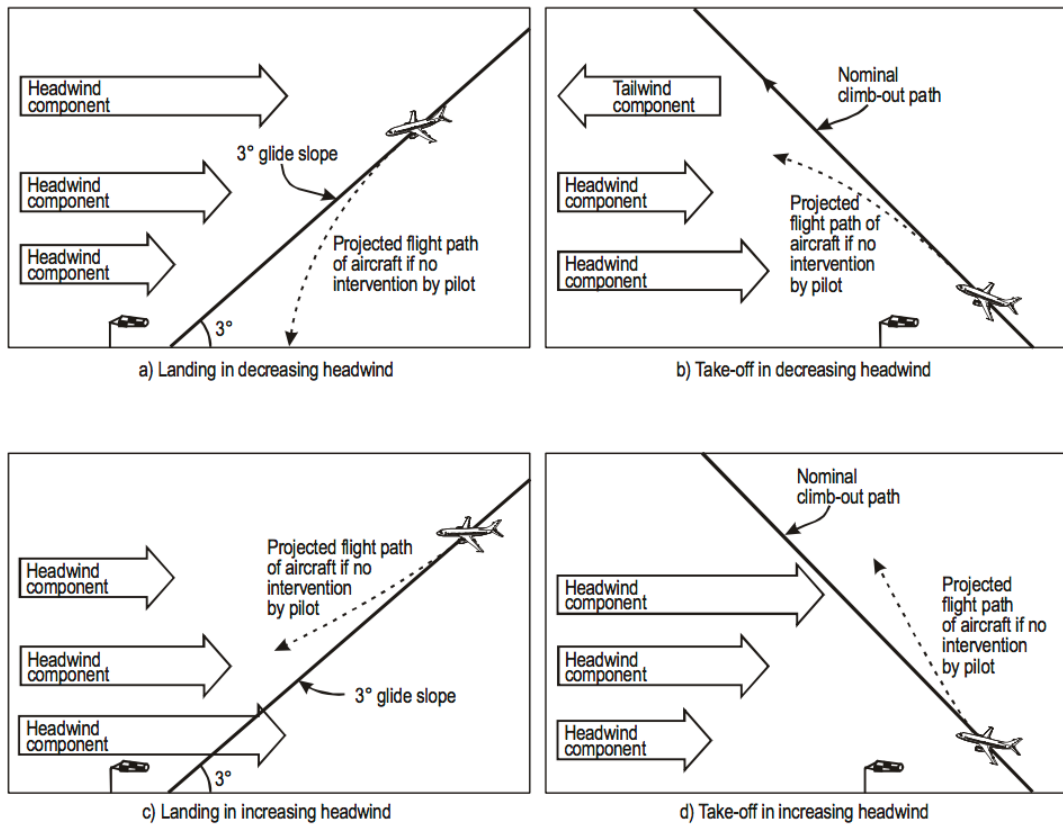 Headwind
component
3° glide slope
Headwind
component
Headwind
component
Projected flight path
of aircraft if no
intervention by pilot
3°
a) Landing in decreasing headwind
Tailwind
component
Nominal
climb-out path
Headwind
component
Projected
flight path of
aircraft if no
intervention
by pilot
Headwind
component
b) Take-off in decreasing headwind
Projected flight path
of aircraft if no
intervention
by pilot
Headwind
component
Headwind
component
3° glide slope
Headwind
component
3°
c) Landing in increasing headwind
Nominal
climb-out path
Headwind
component
Projected
flight path
of aircraft if no
intervention
by pilot
Headwind
component
Headwind
component
d) Take-off in increasing headwind